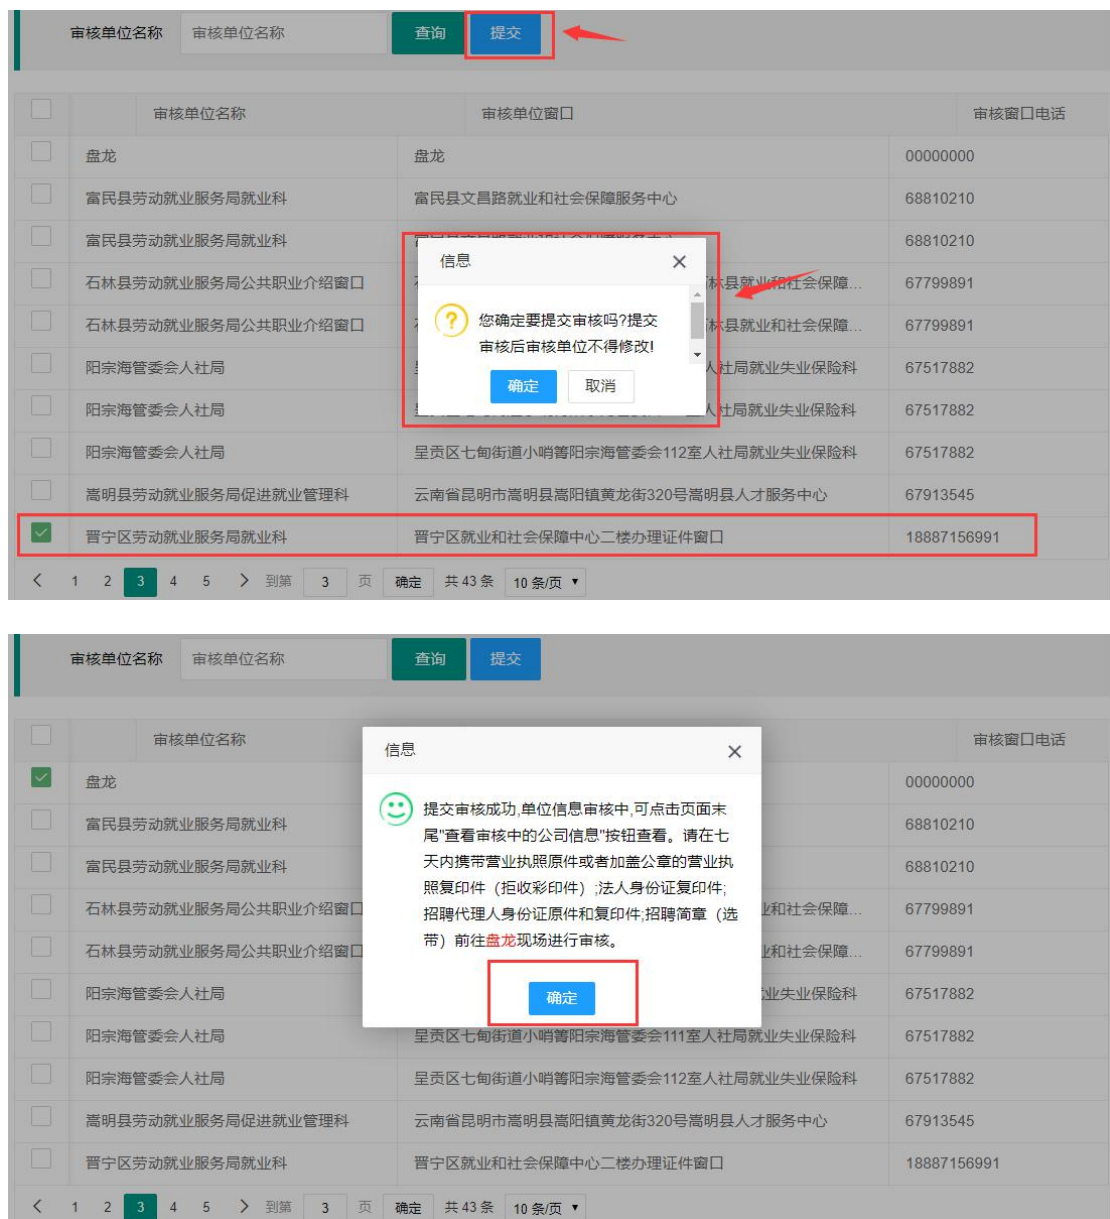 审核单位名称 审核单位名称 查询 提交
审核单位名称 审核单位窗口 审核窗口电话
盘龙 盘龙 00000000
富民县劳动就业服务局就业科 富民县文昌路就业和社会保障服务中心 68810210
富民县劳动就业服务局就业科 68810210
信息
石林县劳动就业服务局公共职业介绍窗口 林县就业和社会保障... 67799891
您确定要提交审核吗?提交
石林县劳动就业服务局公共职业介绍窗口 林县就业和社会保障... 67799891
审核后审核单位不得修改!
阳宗海管委会人社局 人社局就业失业保险科 67517882
确定 取消
阳宗海管委会人社局 人社局就业失业保险科 67517882
阳宗海管委会人社局 呈贡区七甸街道小哨箐阳宗海管委会112室人社局就业失业保险科 67517882
嵩明县劳动就业服务局促进就业管理科 云南省昆明市嵩明县嵩阳镇黄龙街320号嵩明县人才服务中心 67913545
晋宁区劳动就业服务局就业科 晋宁区就业和社会保障中心二楼办理证件窗口 18887156991
1 2 3 4 5 到第 3 页 确定 共 43 条 10 条/页
审核单位名称 审核单位名称 查询 提交
审核单位名称 审核窗口电话
信息
盘龙 00000000
提交审核成功,单位信息审核中,可点击页面末
富民县劳动就业服务局就业科 68810210
尾"查看审核中的公司信息"按钮查看。请在七
天内携带营业执照原件或者加盖公章的营业执
富民县劳动就业服务局就业科 68810210
照复印件（拒收彩印件）;法人身份证复印件;
石林县劳动就业服务局公共职业介绍窗口 业和社会保障... 67799891
招聘代理人身份证原件和复印件;招聘简章（选
带）前往盘龙现场进行审核。
石林县劳动就业服务局公共职业介绍窗口 业和社会保障... 67799891
阳宗海管委会人社局 业失业保险科 67517882
确定
阳宗海管委会人社局 呈贡区七甸街道小哨箐阳宗海管委会111室人社局就业失业保险科 67517882
阳宗海管委会人社局 呈贡区七甸街道小哨箐阳宗海管委会112室人社局就业失业保险科 67517882
嵩明县劳动就业服务局促进就业管理科 云南省昆明市嵩明县嵩阳镇黄龙街320号嵩明县人才服务中心 67913545
晋宁区劳动就业服务局就业科 晋宁区就业和社会保障中心二楼办理证件窗口 18887156991
1 2 3 4 5 到第 3 页 确定 共 43 条 10 条/页